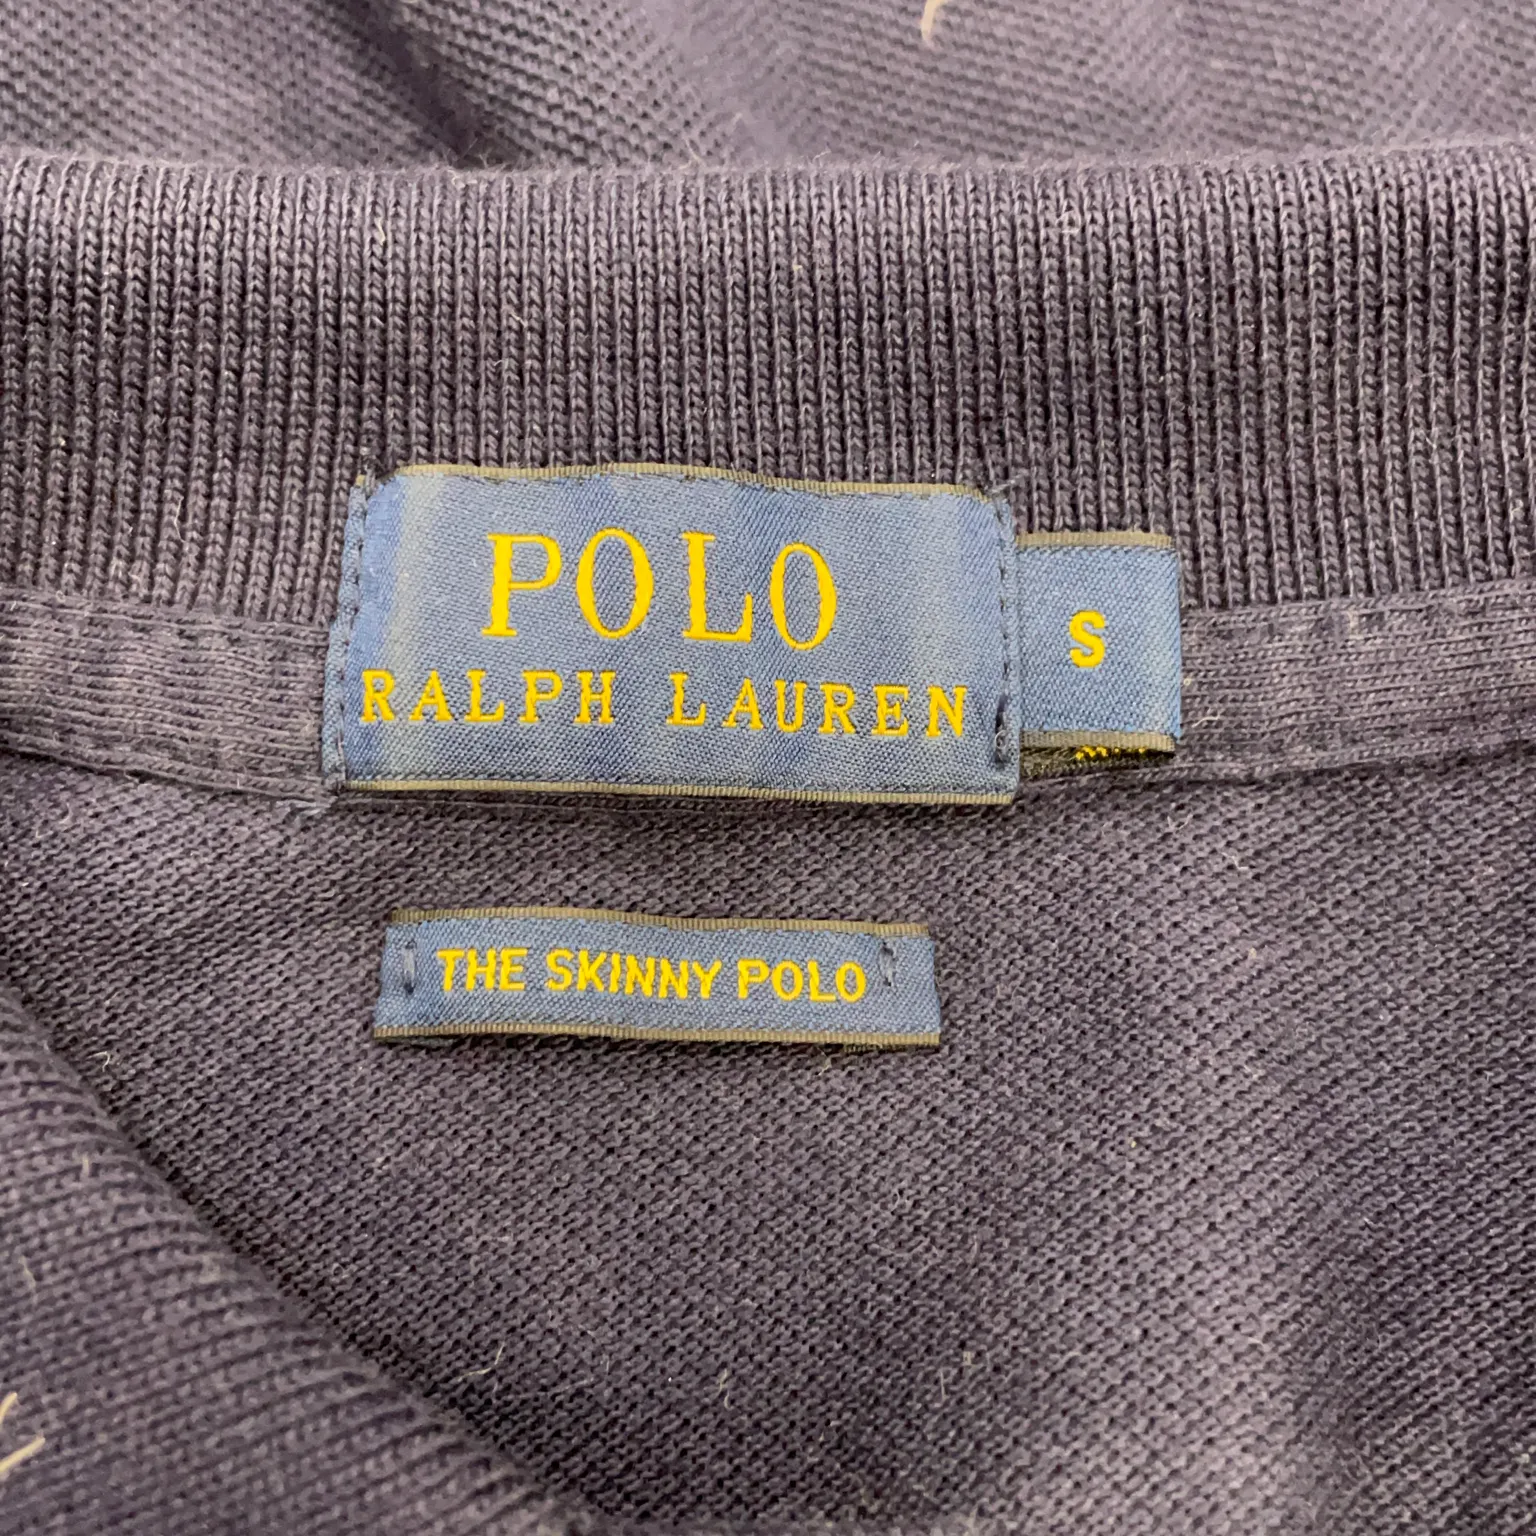 POLO
RALPH LAUREN
S
THE SKINNY POLO